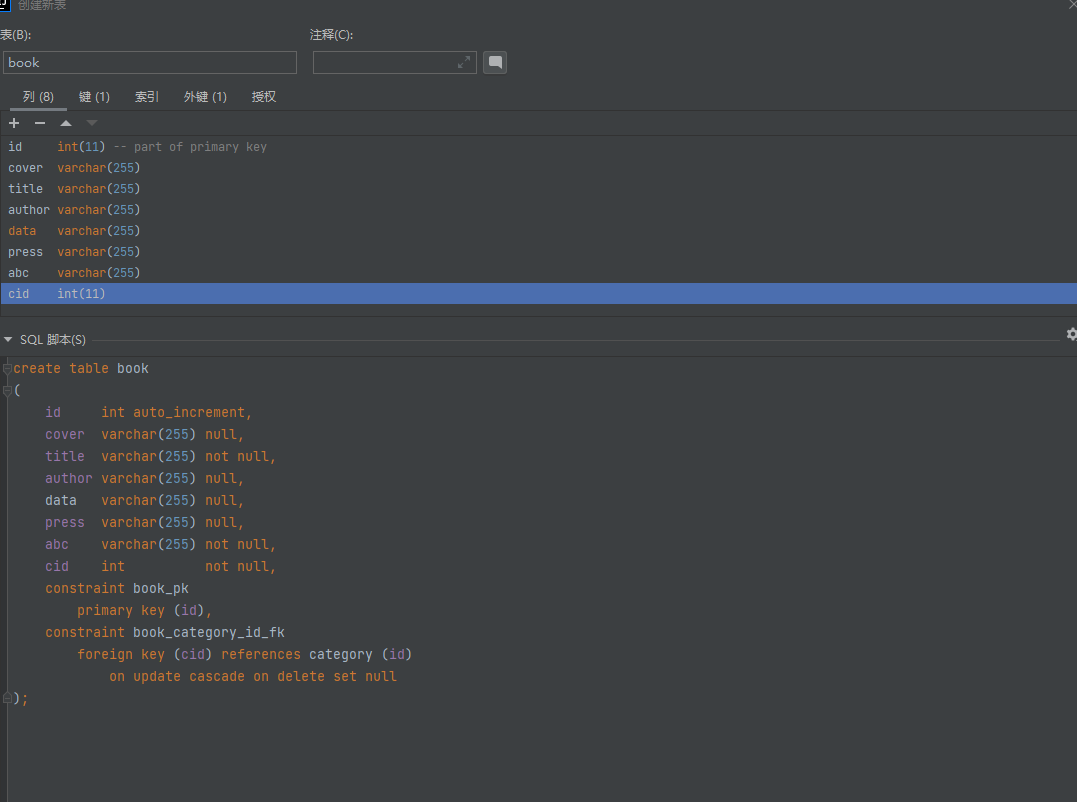 创建新表
表(B):
注释(C):
book
列 (8) 键 (1) 索引 外键 (1) 授权
id int(11) -- part of primary key
cover varchar(255)
title varchar(255)
author varchar(255)
data varchar(255)
press varchar(255)
abc varchar(255)
cid int(11)
SQL 脚本(S)
create table book
(
    id     int auto_increment,
    cover  varchar(255) null,
    title  varchar(255) not null,
    author varchar(255) null,
    data   varchar(255) null,
    press  varchar(255) null,
    abc    varchar(255) not null,
    cid    int          not null,
    constraint book_pk
        primary key (id),
    constraint book_category_id_fk
        foreign key (cid) references category (id)
            on update cascade on delete set null
);